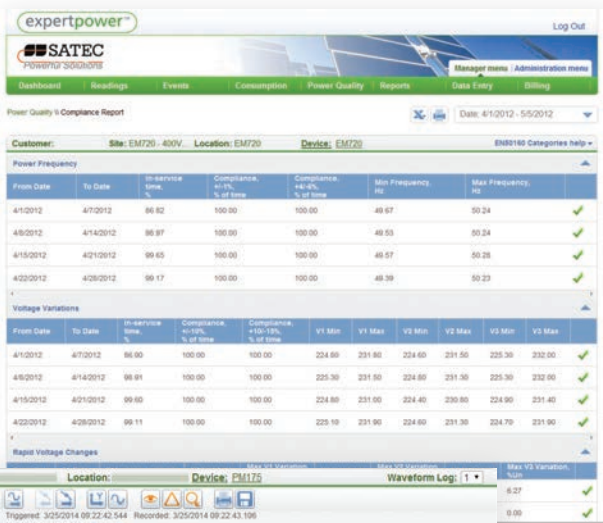 expertpower™
Log Out
SATEC
Powerful Solutions
Manager menu Administration menu
Dashboard Readings Events Consumption Power Quality Reports Data Entry Billing
Power Quality \\ Compliance Report
Date: 4/1/2012 - 5/5/2012
Customer: Site: EM720 - 400V... Location: EM720 Device: EM720 EN50160 Categories help
Power Frequency
From Date To Date In-service time, % Compliance, +/-1%, % of time Compliance, +4/-6%, % of time Min Frequency, Hz Max Frequency, Hz
4/1/2012 4/7/2012 86.82 100.00 100.00 49.67 50.24
4/8/2012 4/14/2012 98.97 100.00 100.00 49.53 50.24
4/15/2012 4/21/2012 99.65 100.00 100.00 49.57 50.28
4/22/2012 4/28/2012 99.17 100.00 100.00 49.39 50.23
Voltage Variations
From Date To Date In-service time, % Compliance, +/-10%, % of time Compliance, +10/-15%, % of time V1 Min V1 Max V2 Min V2 Max V3 Min V3 Max
4/1/2012 4/7/2012 86.00 100.00 100.00 224.60 231.80 224.60 231.50 225.30 232.00
4/8/2012 4/14/2012 98.91 100.00 100.00 225.30 231.50 224.80 231.30 225.30 232.00
4/15/2012 4/21/2012 99.60 100.00 100.00 224.80 231.00 224.40 230.80 224.90 231.40
4/22/2012 4/28/2012 99.11 100.00 100.00 225.10 231.90 224.60 231.30 224.70 231.90
Rapid Voltage Changes
Max V3 Variation, %Un
Location: Device: PM175 Waveform Log: 1
6.27
Triggered: 3/25/2014 09:22:42.544 Recorded: 3/25/2014 09:22:43.106
0.00